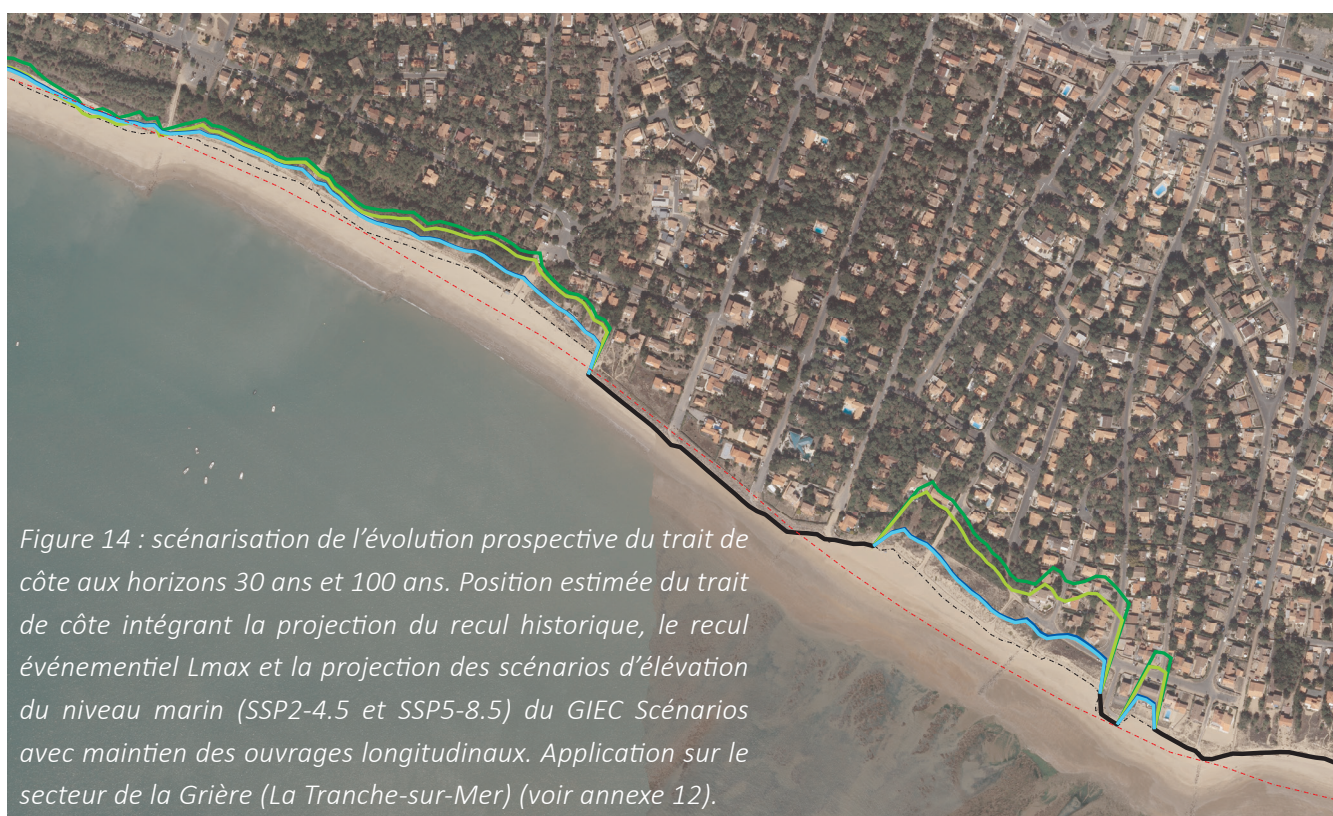 Figure 14 : scénarisation de l’évolution prospective du trait de
côte aux horizons 30 ans et 100 ans. Position estimée du trait
de côte intégrant la projection du recul historique, le recul
événementiel Lmax et la projection des scénarios d’élévation
du niveau marin (SSP2-4.5 et SSP5-8.5) du GIEC Scénarios
avec maintien des ouvrages longitudinaux. Application sur le
secteur de la Grière (La Tranche-sur-Mer) (voir annexe 12).